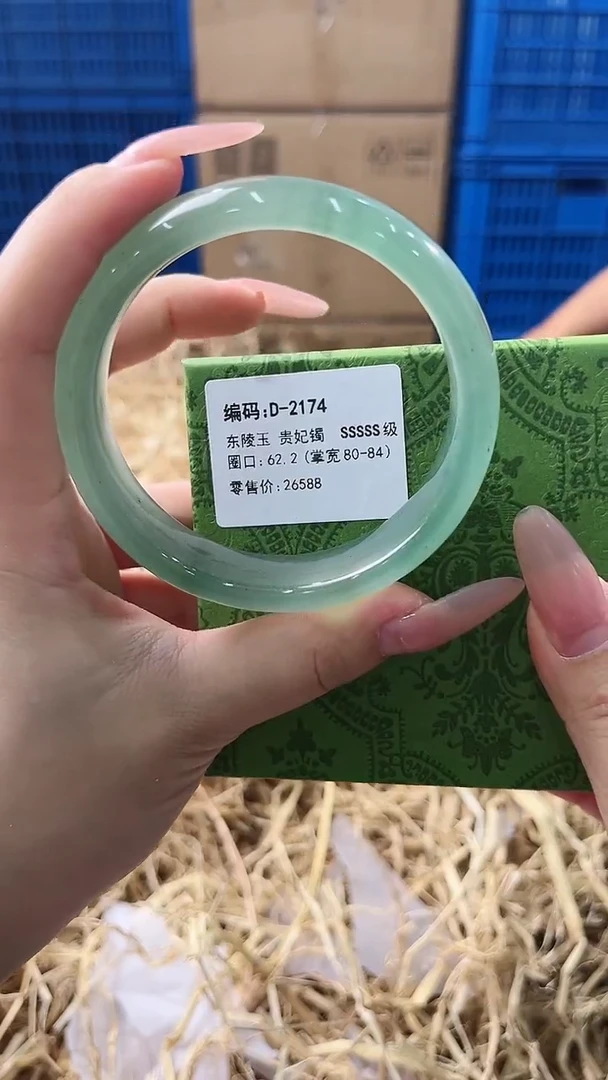 编码:D-2174
东陵玉 贵妃镯 SSSSS级
圈口:62.2(掌宽80-84)
零售价:26588